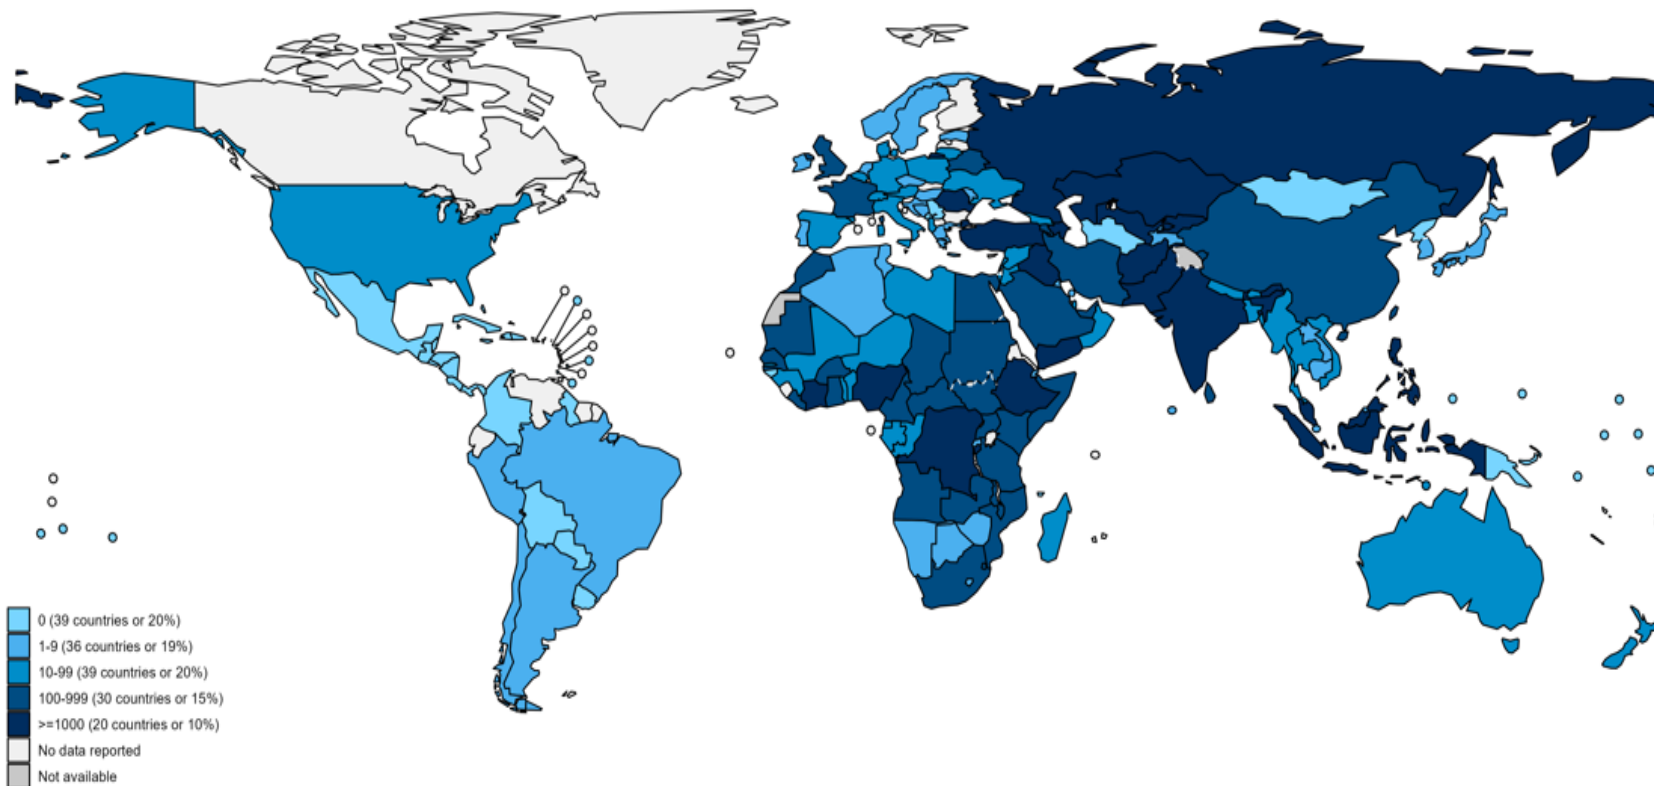 0 (39 countries or 20%)
1-9 (36 countries or 19%)
10-99 (39 countries or 20%)
100-999 (30 countries or 15%)
>=1000 (20 countries or 10%)
No data reported
Not available